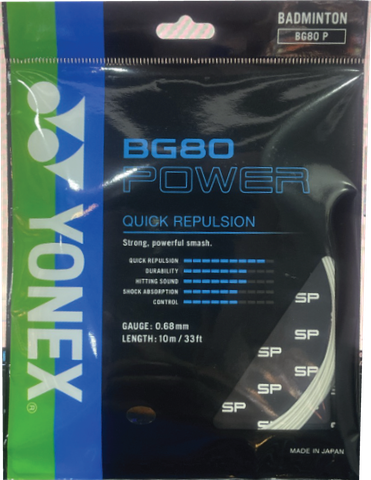 BADMINTON
BG80 P
YONEX®
BG80
POWER
QUICK REPULSION
Strong, powerful smash.
QUICK REPULSION
DURABILITY
HITTING SOUND
SHOCK ABSORPTION
CONTROL
GAUGE: 0.68mm
LENGTH: 10m/33ft
SP
SP
SP
SP
SP
SP
SP
SP
MADE IN JAPAN